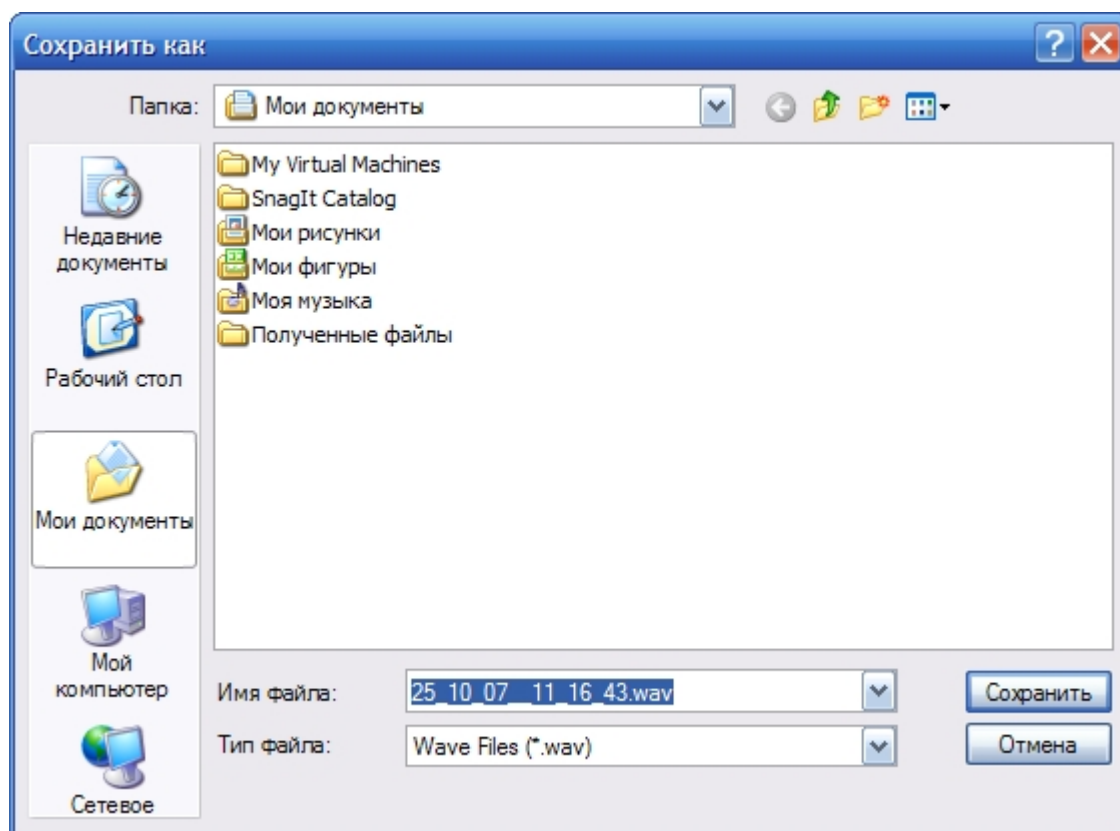 Сохранить как
Папка:
Мои документы
Недавние
документы
Рабочий стол
Мои документы
Мой
компьютер
Сетевое
My Virtual Machines
SnagIt Catalog
Мои рисунки
Мои фигуры
Моя музыка
Полученные файлы
Имя файла:
25_10_07__11_16_43.wav
Сохранить
Тип файла:
Wave Files (*.wav)
Отмена